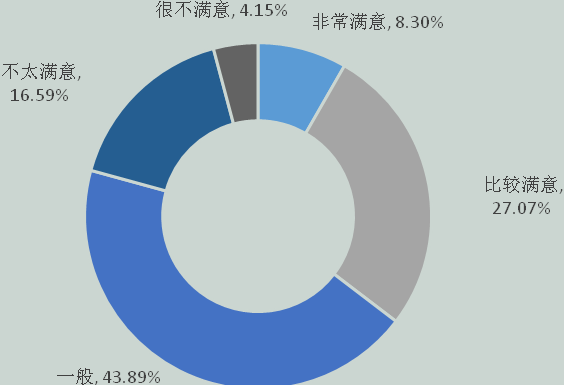 很不满意, 4.15%
非常满意, 8.30%
不太满意,
16.59%
比较满意,
27.07%
一般, 43.89%